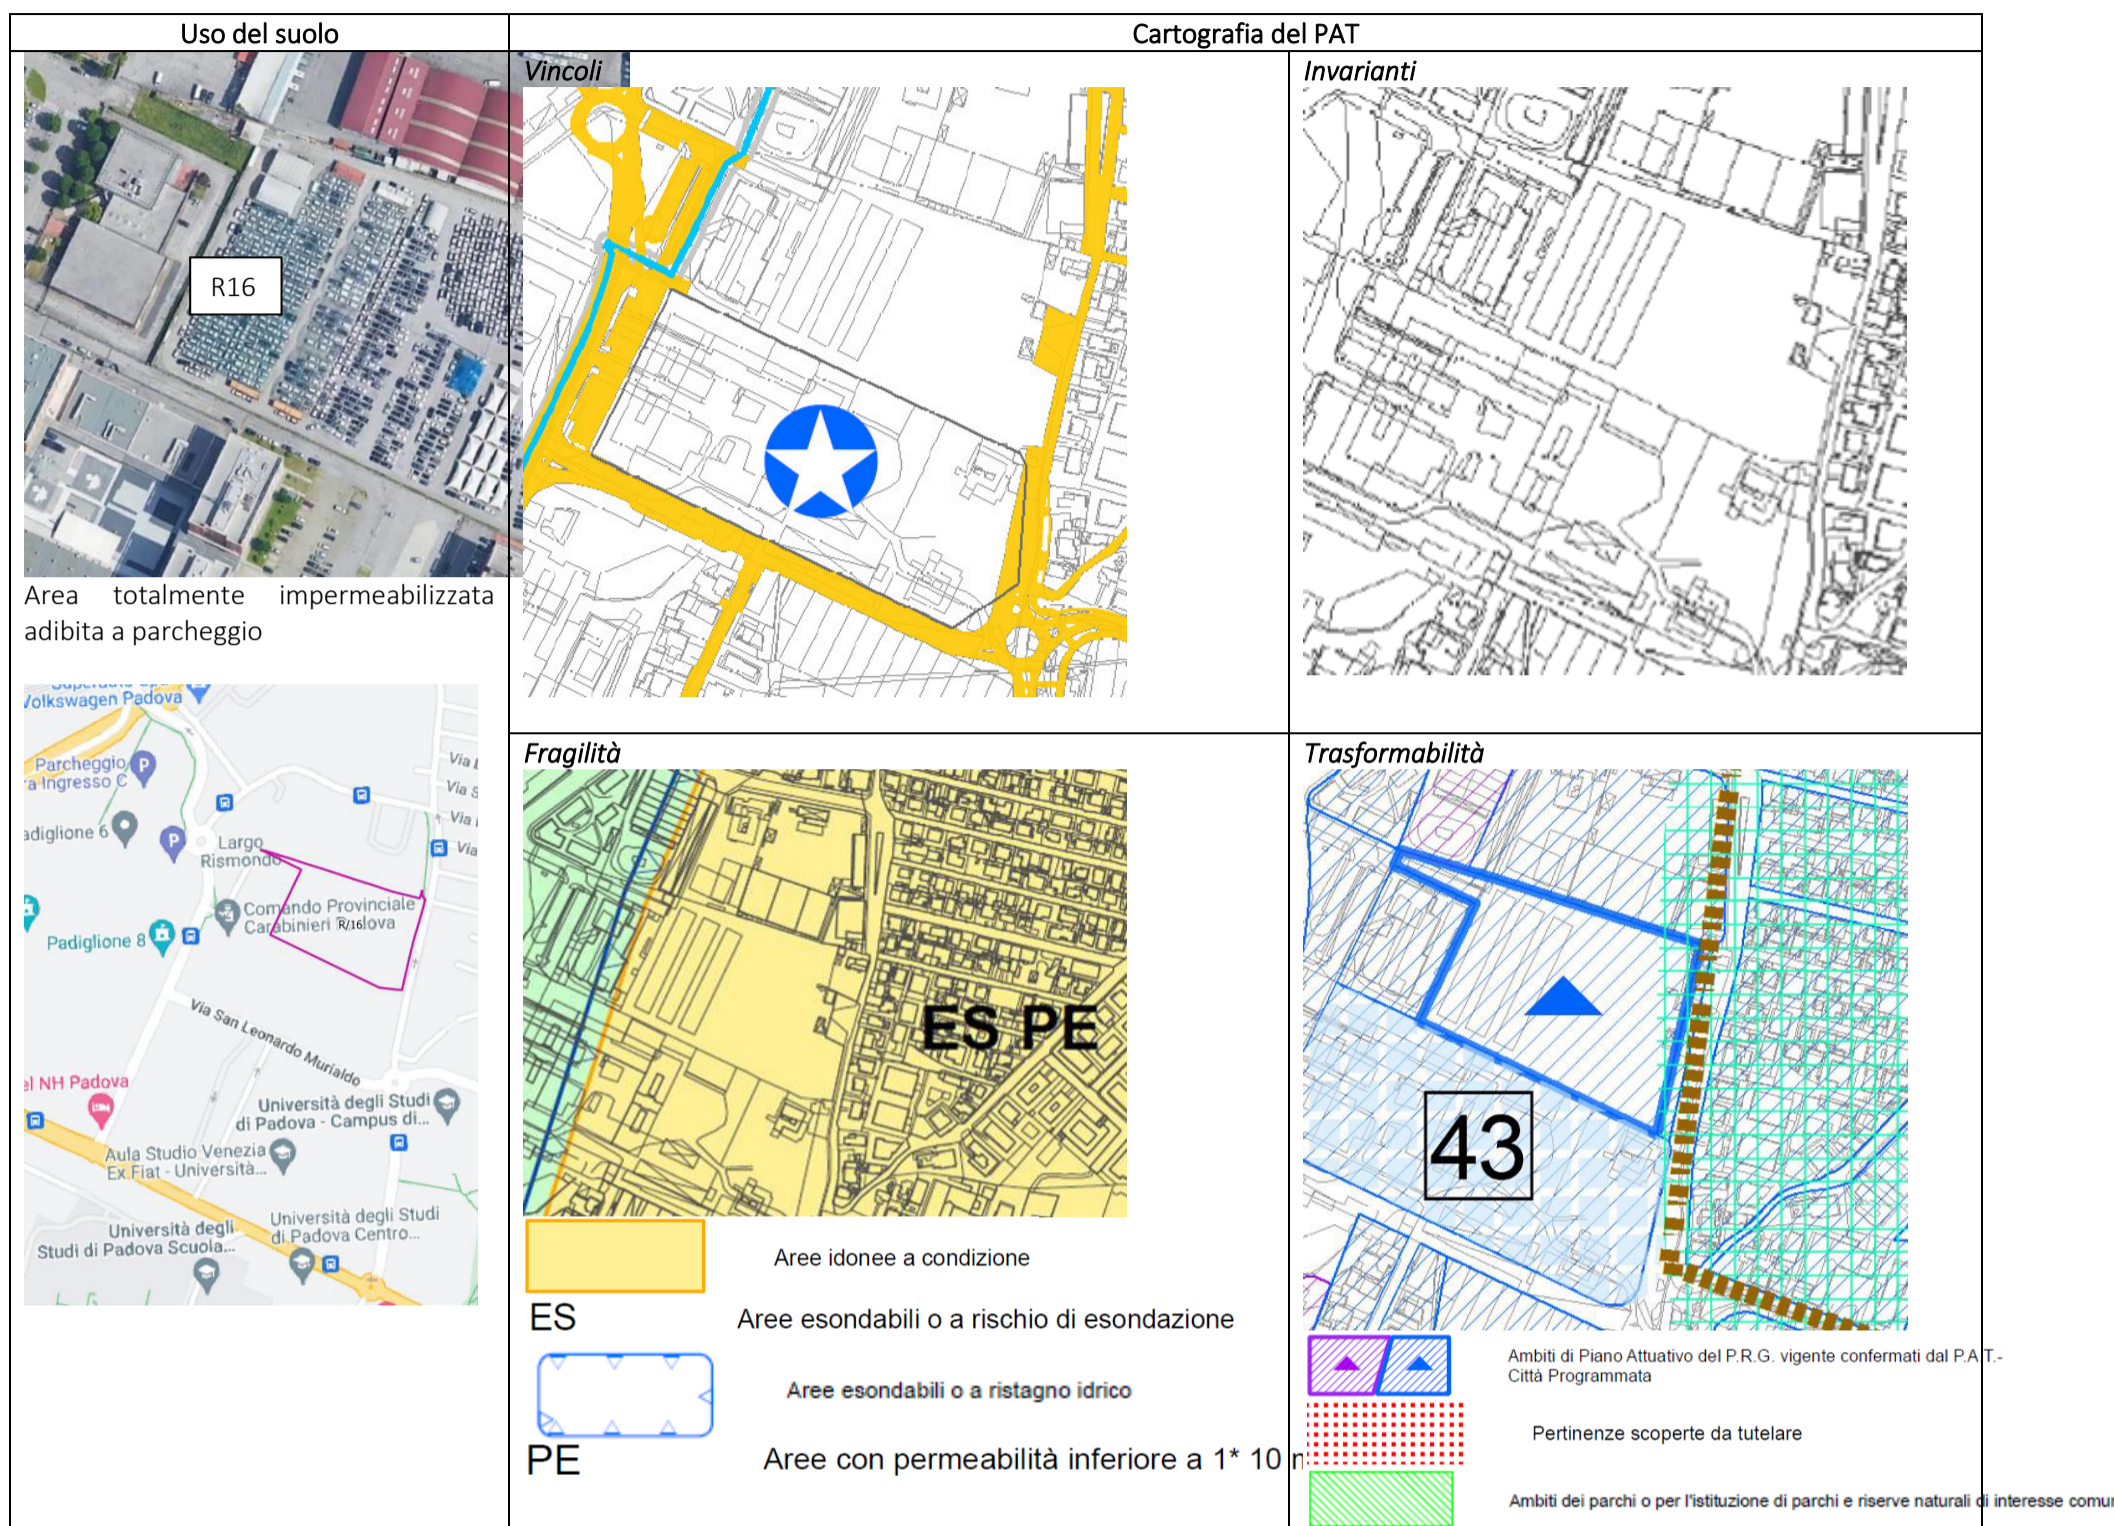 Uso del suolo
Cartografia del PAT
R16
Area totalmente impermeabilizzata
adibita a parcheggio
Volkswagen Padova
Parcheggio
a Ingresso C
adiglione 6
Largo
Rismondo
Comando Provinciale
Carabinieri
R/16
lova
Padiglione 8
Via
Via S
Via
Via
Via San Leonardo Murialdo
el NH Padova
Università degli Studi
di Padova - Campus di...
Aula Studio Venezia
Ex Fiat - Università...
Università degli
Studi di Padova Scuola...
Università degli Studi
di Padova Centro...
Vincoli
Invarianti
Fragilità
ES PE
Aree idonee a condizione
ES
Aree esondabili o a rischio di esondazione
Aree esondabili o a ristagno idrico
PE
Aree con permeabilità inferiore a 1* 10
Trasformabilità
43
Ambiti di Piano Attuativo del P.R.G. vigente confermati dal P.A.T.-
Città Programmata
Pertinenze scoperte da tutelare
Ambiti dei parchi o per l'istituzione di parchi e riserve naturali di interesse comu